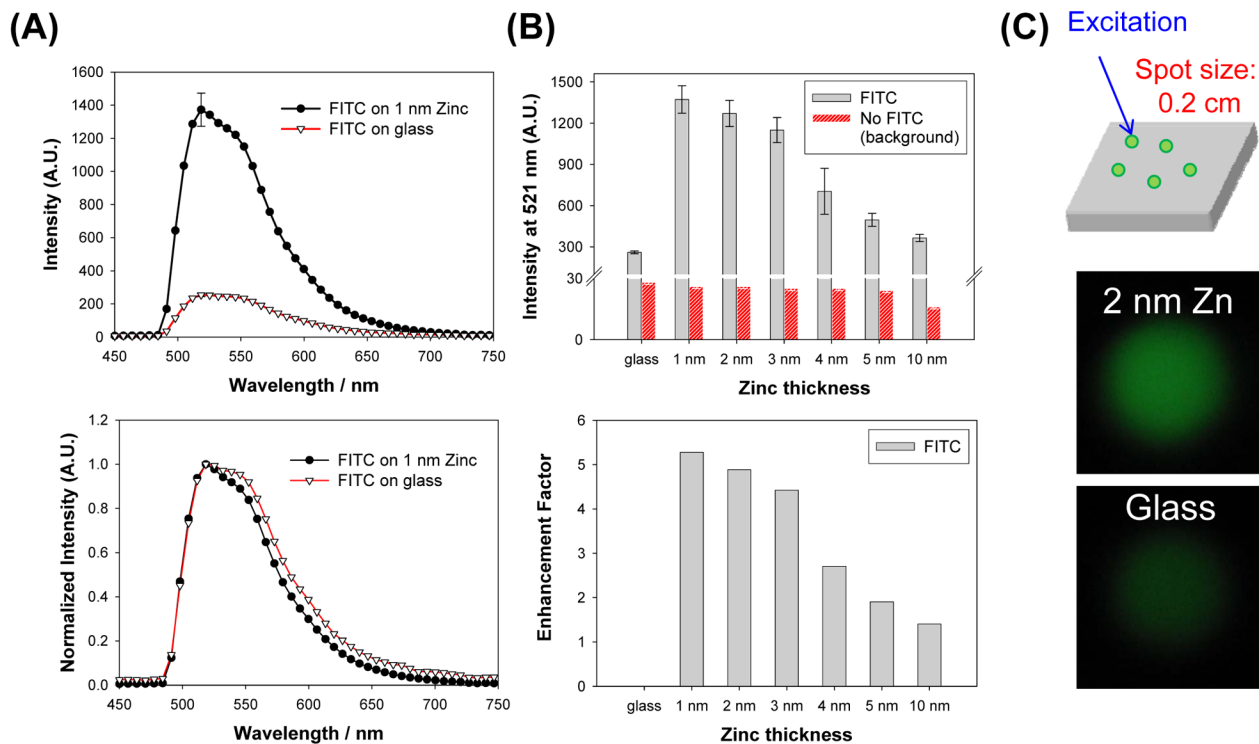 (A)
1600
1400
1200
1000
800
600
400
200
0
Intensity (A.U.)
FITC on 1 nm Zinc
FITC on glass
450 500 550 600 650 700 750
Wavelength / nm
1.2
1.0
0.8
0.6
0.4
0.2
0.0
Normalized Intensity (A.U.)
FITC on 1 nm Zinc
FITC on glass
450 500 550 600 650 700 750
Wavelength / nm
(B)
1500
1200
900
600
300
30
0
Intensity at 521 nm (A.U.)
FITC
No FITC
(background)
glass 1 nm 2 nm 3 nm 4 nm 5 nm 10 nm
Zinc thickness
6
5
4
3
2
1
0
Enhancement Factor
FITC
glass 1 nm 2 nm 3 nm 4 nm 5 nm 10 nm
Zinc thickness
(C)
Excitation
Spot size:
0.2 cm
2 nm Zn
Glass